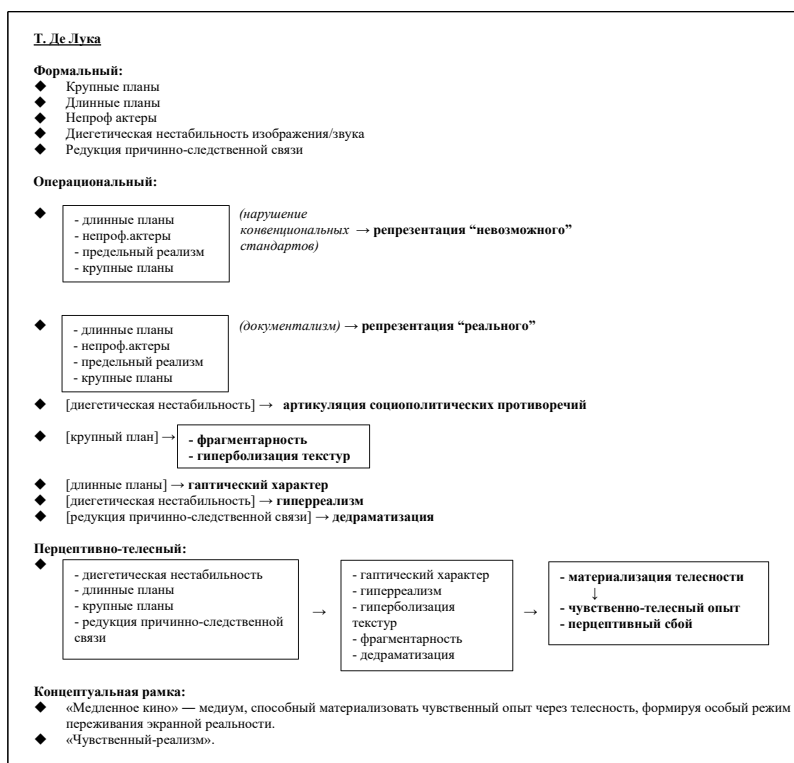 Т. Де Лука
Формальный:
◆ Крупные планы
◆ Длинные планы
◆ Непроф актеры
◆ Диегетическая нестабильность изображения/звука
◆ Редукция причинно-следственной связи
Операциональный:
◆ - длинные планы
- непроф.актеры
- предельный реализм
- крупные планы
(нарушение
конвенциональных → репрезентация “невозможного”
стандартов)
◆ - длинные планы
- непроф.актеры
- предельный реализм
- крупные планы
(документализм) → репрезентация “реального”
◆ [диегетическая нестабильность] → артикуляция социополитических противоречий
◆ [крупный план] → - фрагментарность
- гиперболизация текстур
◆ [длинные планы] → гаптический характер
◆ [диегетическая нестабильность] → гиперреализм
◆ [редукция причинно-следственной связи] → дедраматизация
Перцептивно-телесный:
◆ - диегетическая нестабильность
- длинные планы
- крупные планы
- редукция причинно-следственной
связи
→
- гаптический характер
- гиперреализм
- гиперболизация
текстур
- фрагментарность
- дедраматизация
→
- материализация телесности
↓
- чувственно-телесный опыт
- перцептивный сбой
Концептуальная рамка:
◆ «Медленное кино» — медиум, способный материализовать чувственный опыт через телесность, формируя особый режим
переживания экранной реальности.
◆ «Чувственный-реализм».